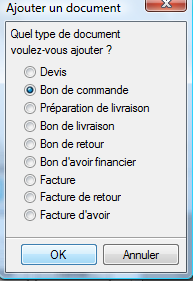 Ajouter un document
Quel type de document
voulez-vous ajouter ?
Devis
Bon de commande
Préparation de livraison
Bon de livraison
Bon de retour
Bon d'avoir financier
Facture
Facture de retour
Facture d'avoir
OK
Annuler